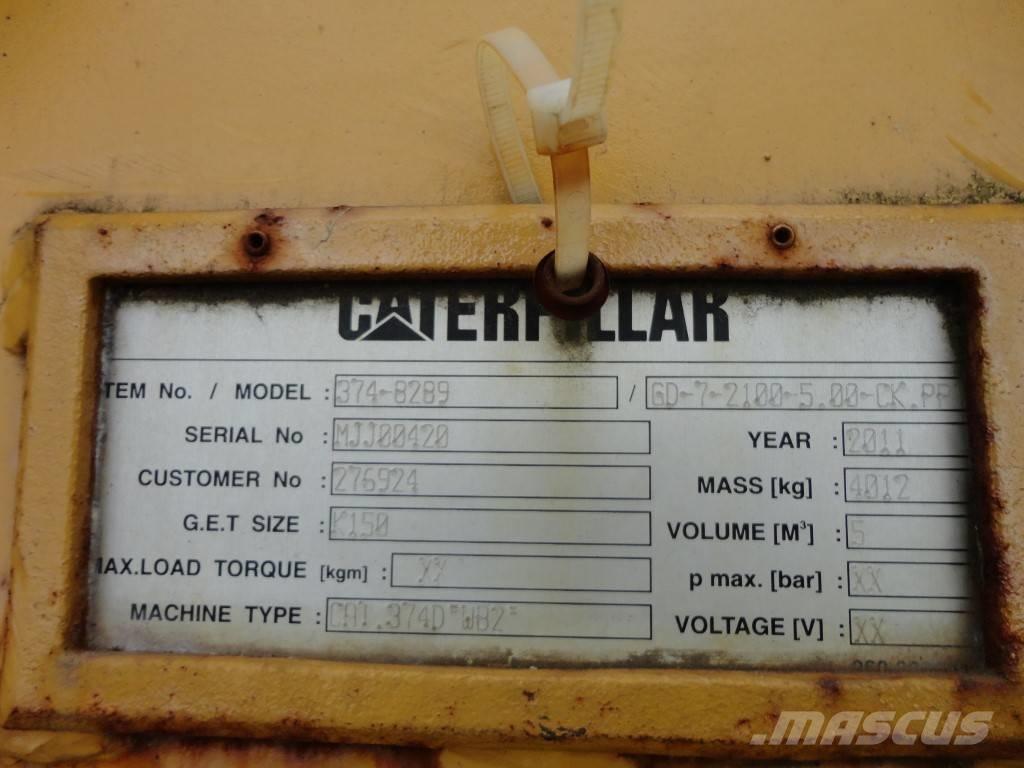 CATERPILLAR
TEM No. / MODEL : 374-8289 / GD-7-2100-5.00-CK.PP
SERIAL No : MJJ00420 YEAR : 2011
CUSTOMER No : 276924 MASS [kg] : 4012
G.E.T SIZE : K150 VOLUME [M³] : 5
MAX.LOAD TORQUE [kgm] : XX p max. [bar] : XX
MACHINE TYPE : CAT.374D"WB2" VOLTAGE [V] : XX
MASCUS